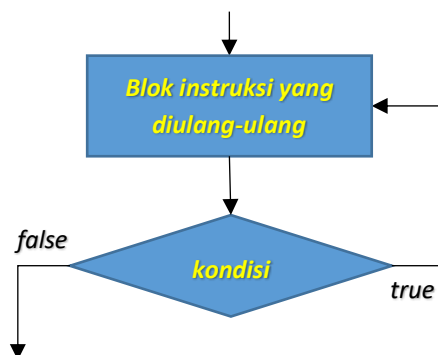 Blok instruksi yang
diulang-ulang
false
kondisi
true